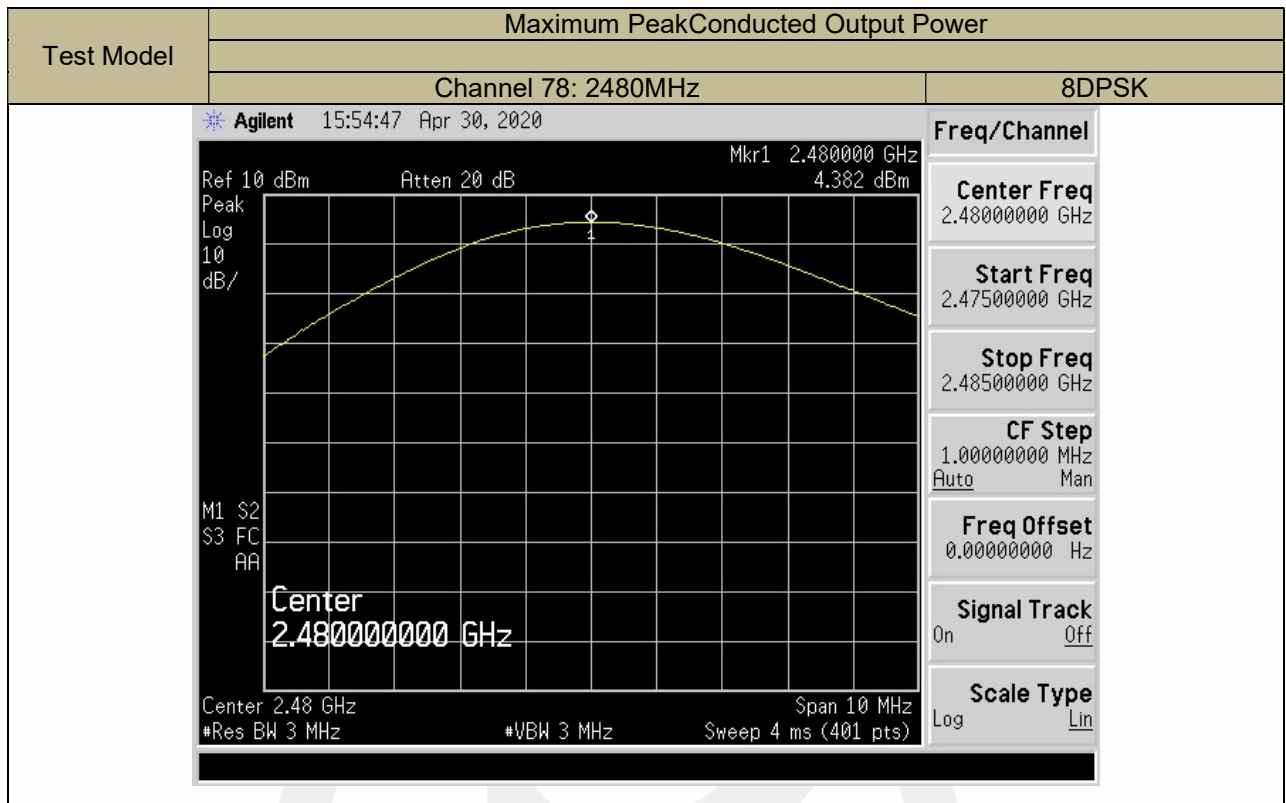 Test Model
Maximum PeakConducted Output Power
Channel 78: 2480MHz
8DPSK
Agilent 15:54:47 Apr 30, 2020
Mkr1 2.480000 GHz
Ref 10 dBm Atten 20 dB 4.382 dBm
Peak
Log
10
dB/
1
M1 S2
S3 FC
AA
Center
2.480000000 GHz
Center 2.48 GHz Span 10 MHz
#Res BW 3 MHz #VBW 3 MHz Sweep 4 ms (401 pts)
Freq/Channel
Center Freq
2.48000000 GHz
Start Freq
2.47500000 GHz
Stop Freq
2.48500000 GHz
CF Step
1.00000000 MHz
Auto Man
Freq Offset
0.00000000 Hz
Signal Track
On Off
Scale Type
Log Lin